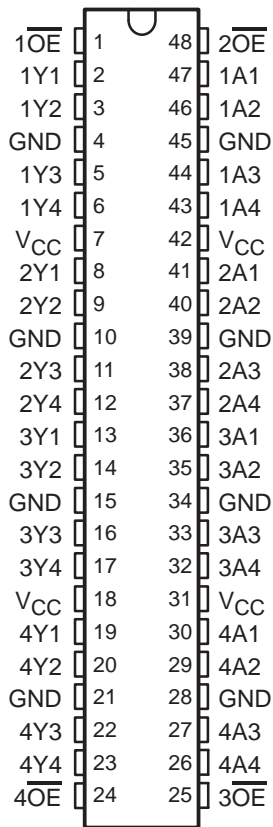 1O̅E̅ 1 48 2O̅E̅
1Y1 2 47 1A1
1Y2 3 46 1A2
GND 4 45 GND
1Y3 5 44 1A3
1Y4 6 43 1A4
VCC 7 42 VCC
2Y1 8 41 2A1
2Y2 9 40 2A2
GND 10 39 GND
2Y3 11 38 2A3
2Y4 12 37 2A4
3Y1 13 36 3A1
3Y2 14 35 3A2
GND 15 34 GND
3Y3 16 33 3A3
3Y4 17 32 3A4
VCC 18 31 VCC
4Y1 19 30 4A1
4Y2 20 29 4A2
GND 21 28 GND
4Y3 22 27 4A3
4Y4 23 26 4A4
4O̅E̅ 24 25 3O̅E̅